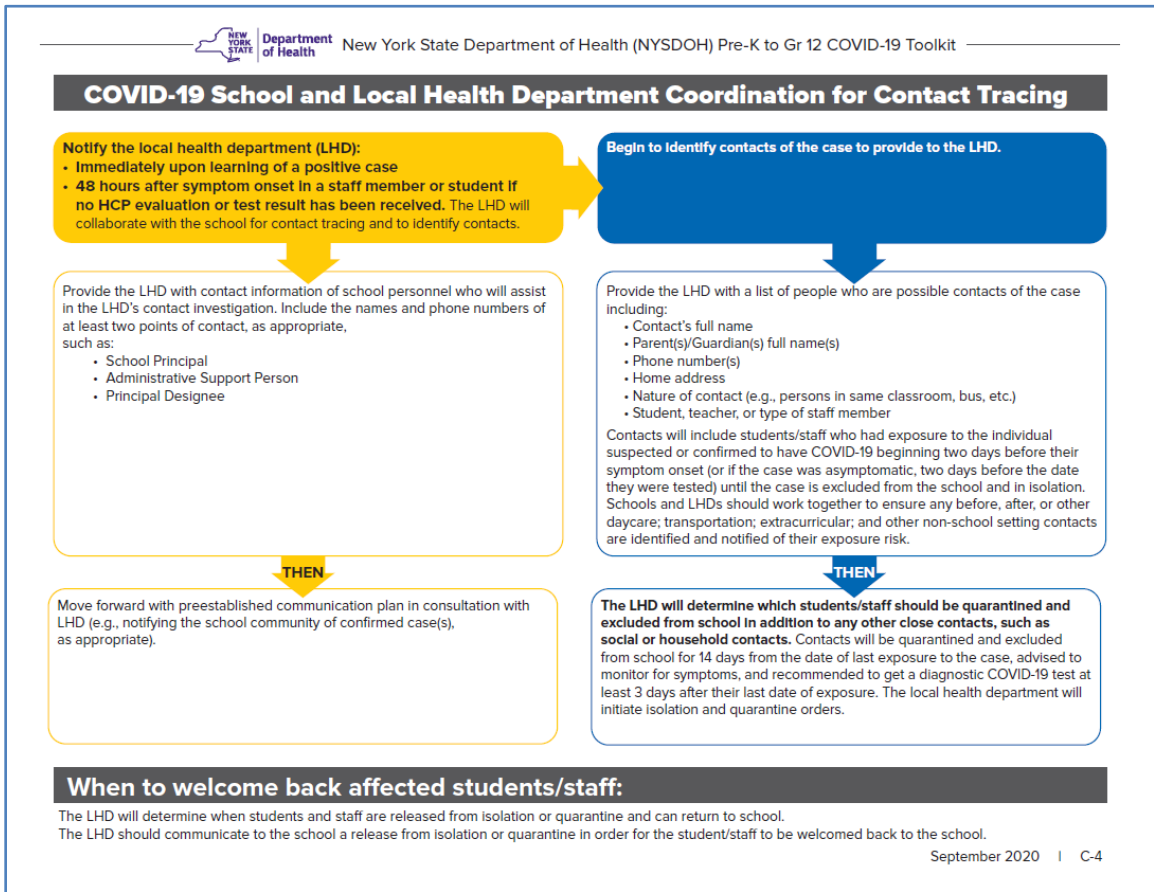 NEW
YORK
STATE
Department
of Health
New York State Department of Health (NYSDOH) Pre-K to Gr 12 COVID-19 Toolkit
COVID-19 School and Local Health Department Coordination for Contact Tracing
Notify the local health department (LHD):
• Immediately upon learning of a positive case
• 48 hours after symptom onset in a staff member or student if
no HCP evaluation or test result has been received. The LHD will
collaborate with the school for contact tracing and to identify contacts.
Begin to identify contacts of the case to provide to the LHD.
Provide the LHD with contact information of school personnel who will assist
in the LHD's contact investigation. Include the names and phone numbers of
at least two points of contact, as appropriate,
such as:
• School Principal
• Administrative Support Person
• Principal Designee
Provide the LHD with a list of people who are possible contacts of the case
including:
• Contact's full name
• Parent(s)/Guardian(s) full name(s)
• Phone number(s)
• Home address
• Nature of contact (e.g., persons in same classroom, bus, etc.)
• Student, teacher, or type of staff member
Contacts will include students/staff who had exposure to the individual
suspected or confirmed to have COVID-19 beginning two days before their
symptom onset (or if the case was asymptomatic, two days before the date
they were tested) until the case is excluded from the school and in isolation.
Schools and LHDs should work together to ensure any before, after, or other
daycare; transportation; extracurricular; and other non-school setting contacts
are identified and notified of their exposure risk.
THEN
THEN
Move forward with preestablished communication plan in consultation with
LHD (e.g., notifying the school community of confirmed case(s),
as appropriate).
The LHD will determine which students/staff should be quarantined and
excluded from school in addition to any other close contacts, such as
social or household contacts. Contacts will be quarantined and excluded
from school for 14 days from the date of last exposure to the case, advised to
monitor for symptoms, and recommended to get a diagnostic COVID-19 test at
least 3 days after their last date of exposure. The local health department will
initiate isolation and quarantine orders.
When to welcome back affected students/staff:
The LHD will determine when students and staff are released from isolation or quarantine and can return to school.
The LHD should communicate to the school a release from isolation or quarantine in order for the student/staff to be welcomed back to the school.
September 2020 | C-4